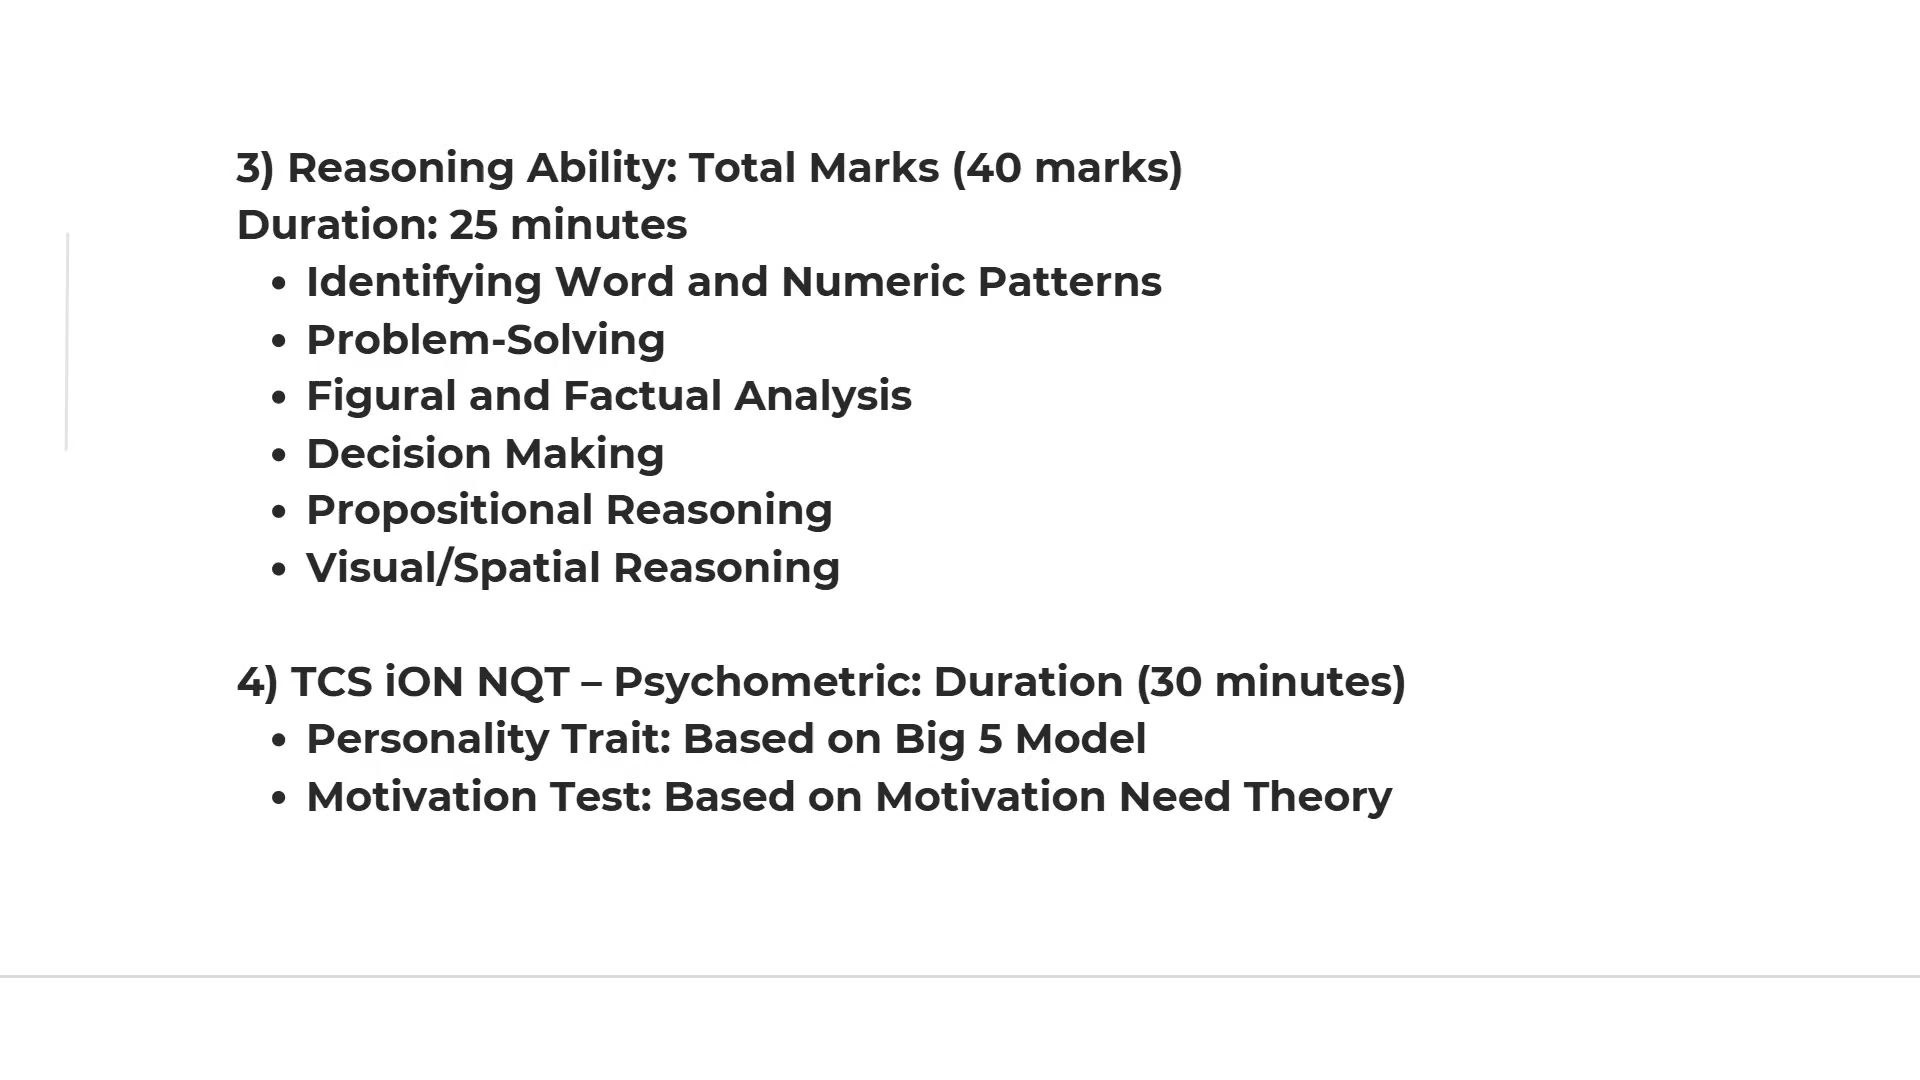 3) Reasoning Ability: Total Marks (40 marks)
Duration: 25 minutes
• Identifying Word and Numeric Patterns
• Problem-Solving
• Figural and Factual Analysis
• Decision Making
• Propositional Reasoning
• Visual/Spatial Reasoning
4) TCS iON NQT – Psychometric: Duration (30 minutes)
• Personality Trait: Based on Big 5 Model
• Motivation Test: Based on Motivation Need Theory